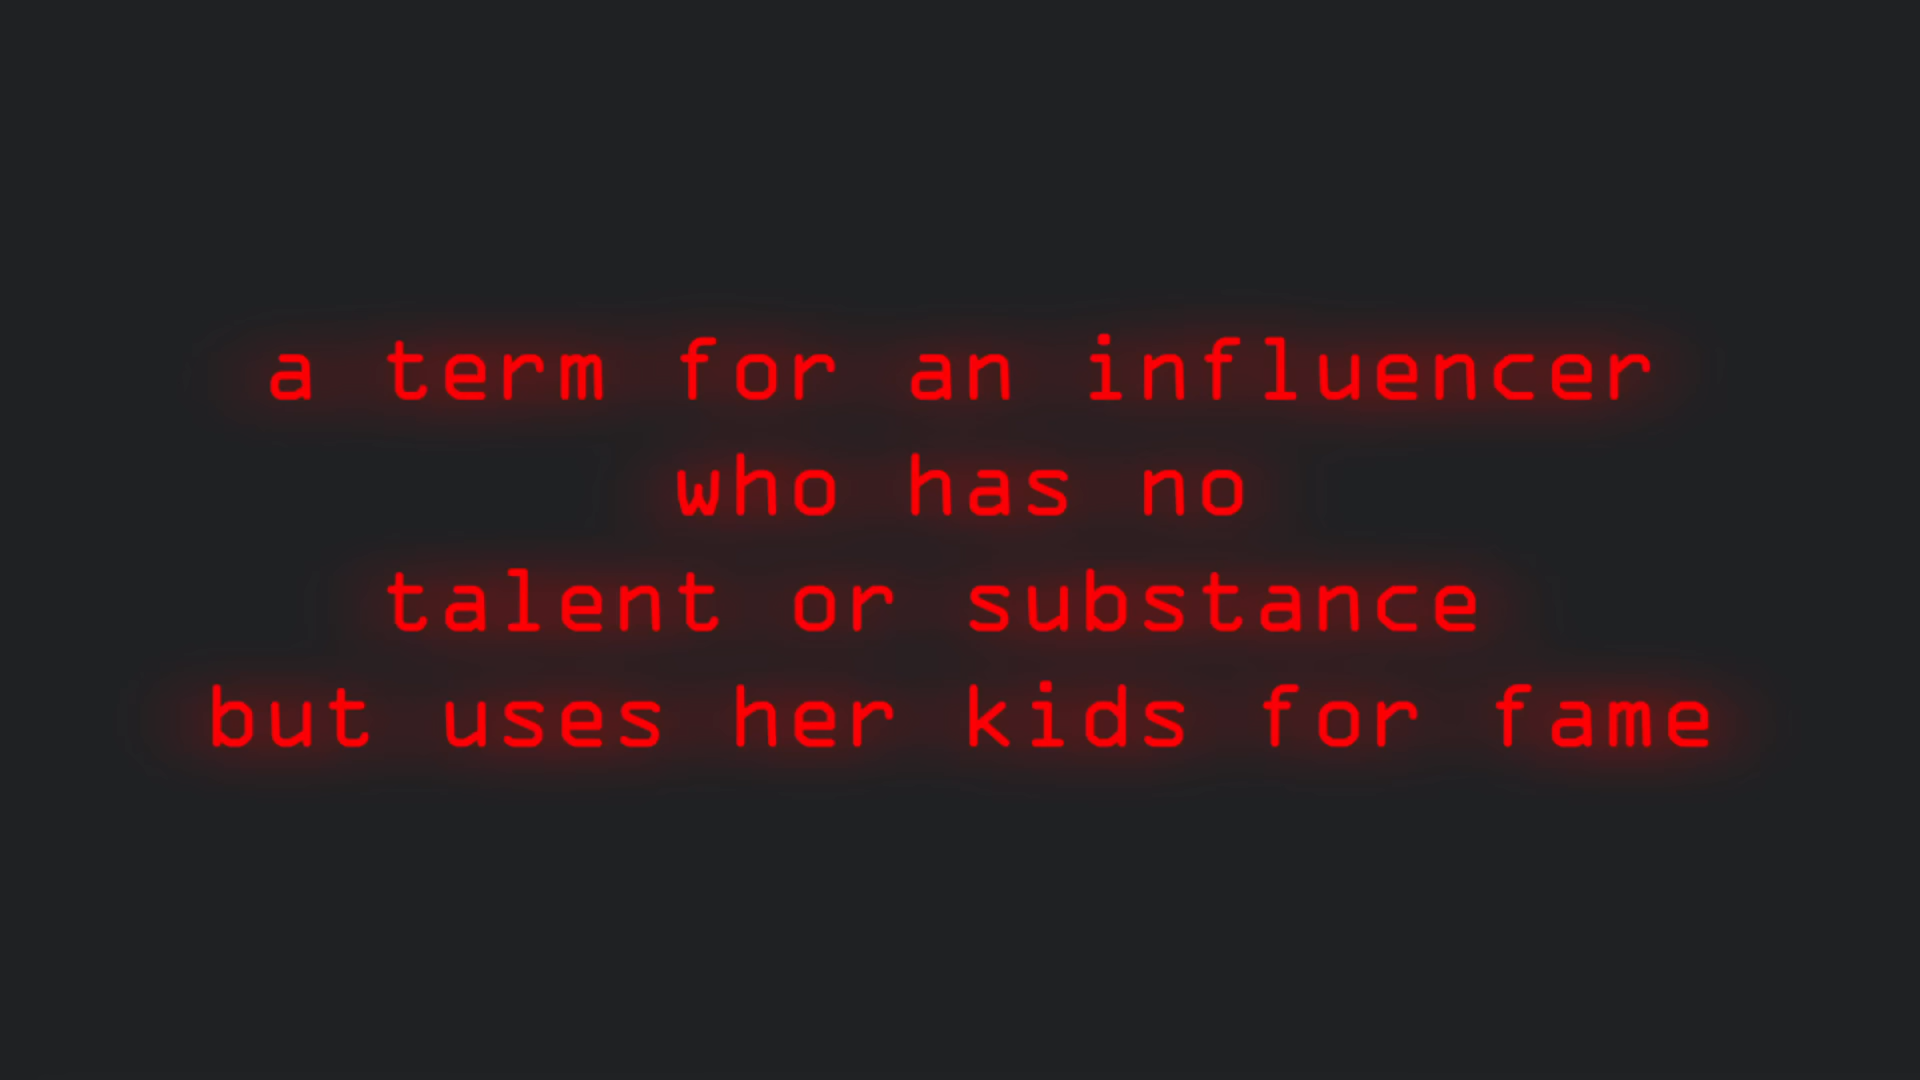 a term for an influencer
who has no
talent or substance
but uses her kids for fame